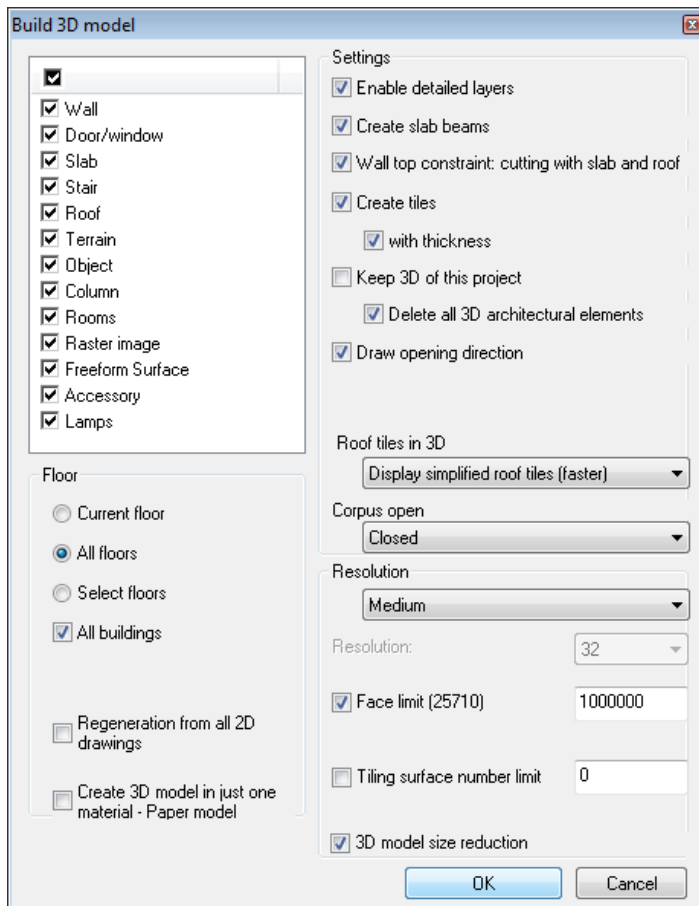 Build 3D model
Wall
Door/window
Slab
Stair
Roof
Terrain
Object
Column
Rooms
Raster image
Freeform Surface
Accessory
Lamps
Floor
Current floor
All floors
Select floors
All buildings
Regeneration from all 2D
drawings
Create 3D model in just one
material - Paper model
Settings
Enable detailed layers
Create slab beams
Wall top constraint: cutting with slab and roof
Create tiles
with thickness
Keep 3D of this project
Delete all 3D architectural elements
Draw opening direction
Roof tiles in 3D
Display simplified roof tiles (faster)
Corpus open
Closed
Resolution
Medium
Resolution: 32
Face limit (25710) 1000000
Tiling surface number limit 0
3D model size reduction
OK Cancel